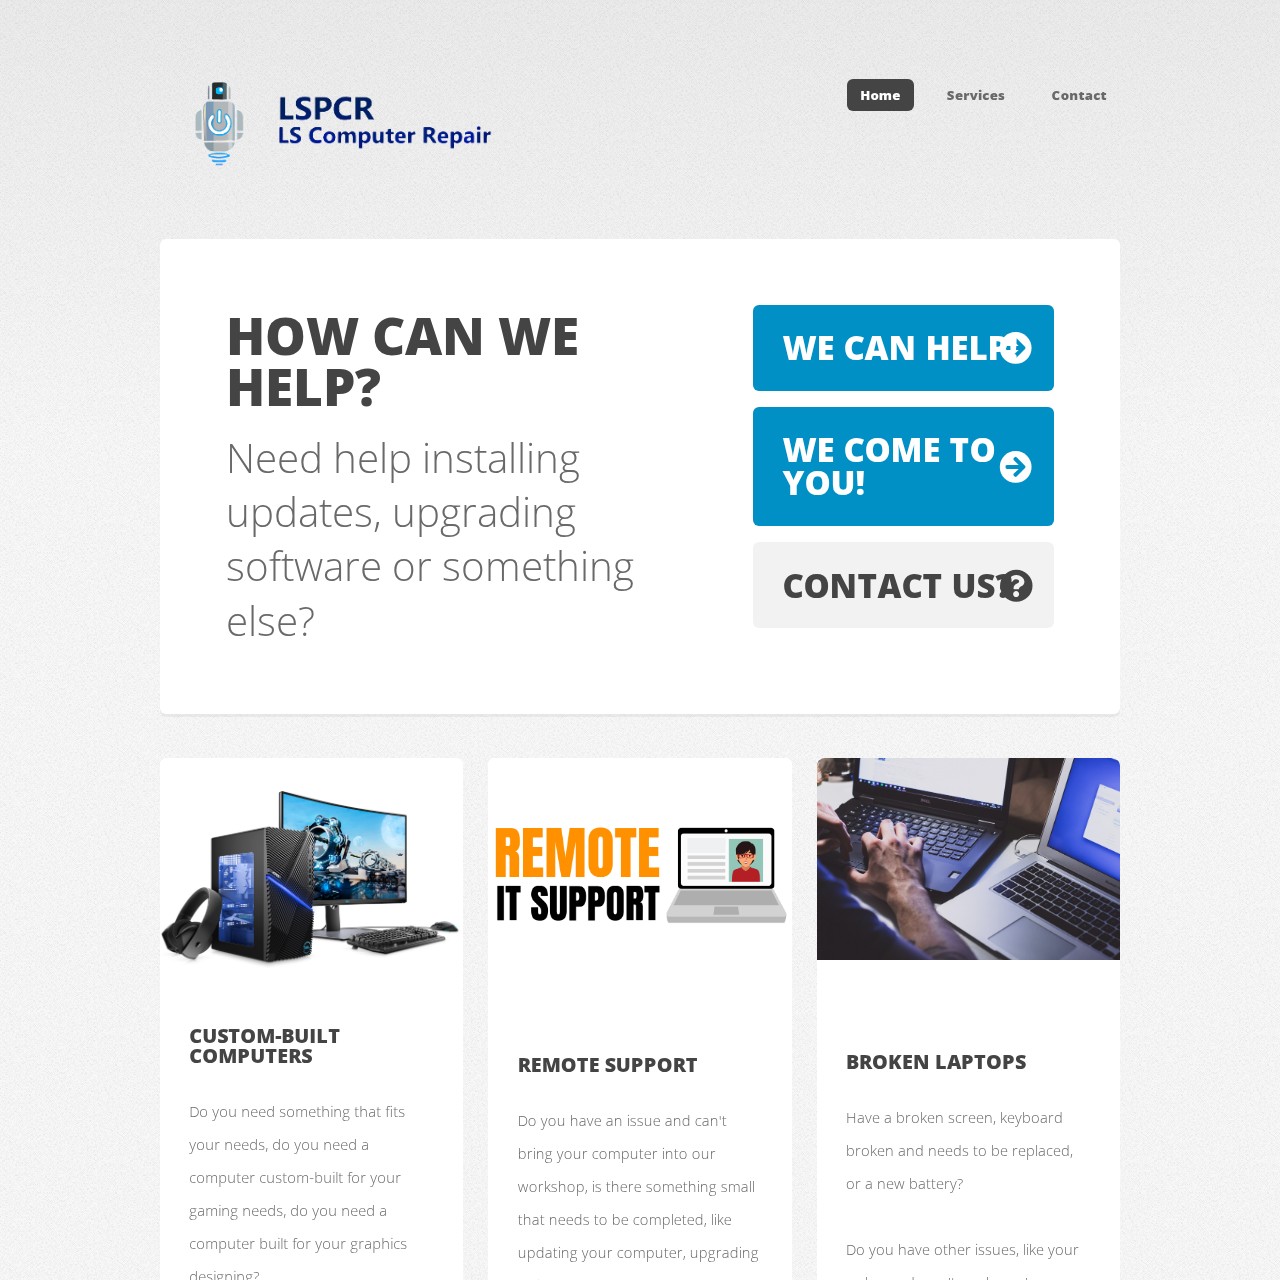 LSPCR
LS Computer Repair
Home
Services
Contact
HOW CAN WE
HELP?
Need help installing
updates, upgrading
software or something
else?
WE CAN HELP!
WE COME TO
YOU!
CONTACT US?
REMOTE
IT SUPPORT
CUSTOM-BUILT
COMPUTERS
Do you need something that fits
your needs, do you need a
computer custom-built for your
gaming needs, do you need a
computer built for your graphics
designing?
REMOTE SUPPORT
Do you have an issue and can't
bring your computer into our
workshop, is there something small
that needs to be completed, like
updating your computer, upgrading
BROKEN LAPTOPS
Have a broken screen, keyboard
broken and needs to be replaced,
or a new battery?
Do you have other issues, like your